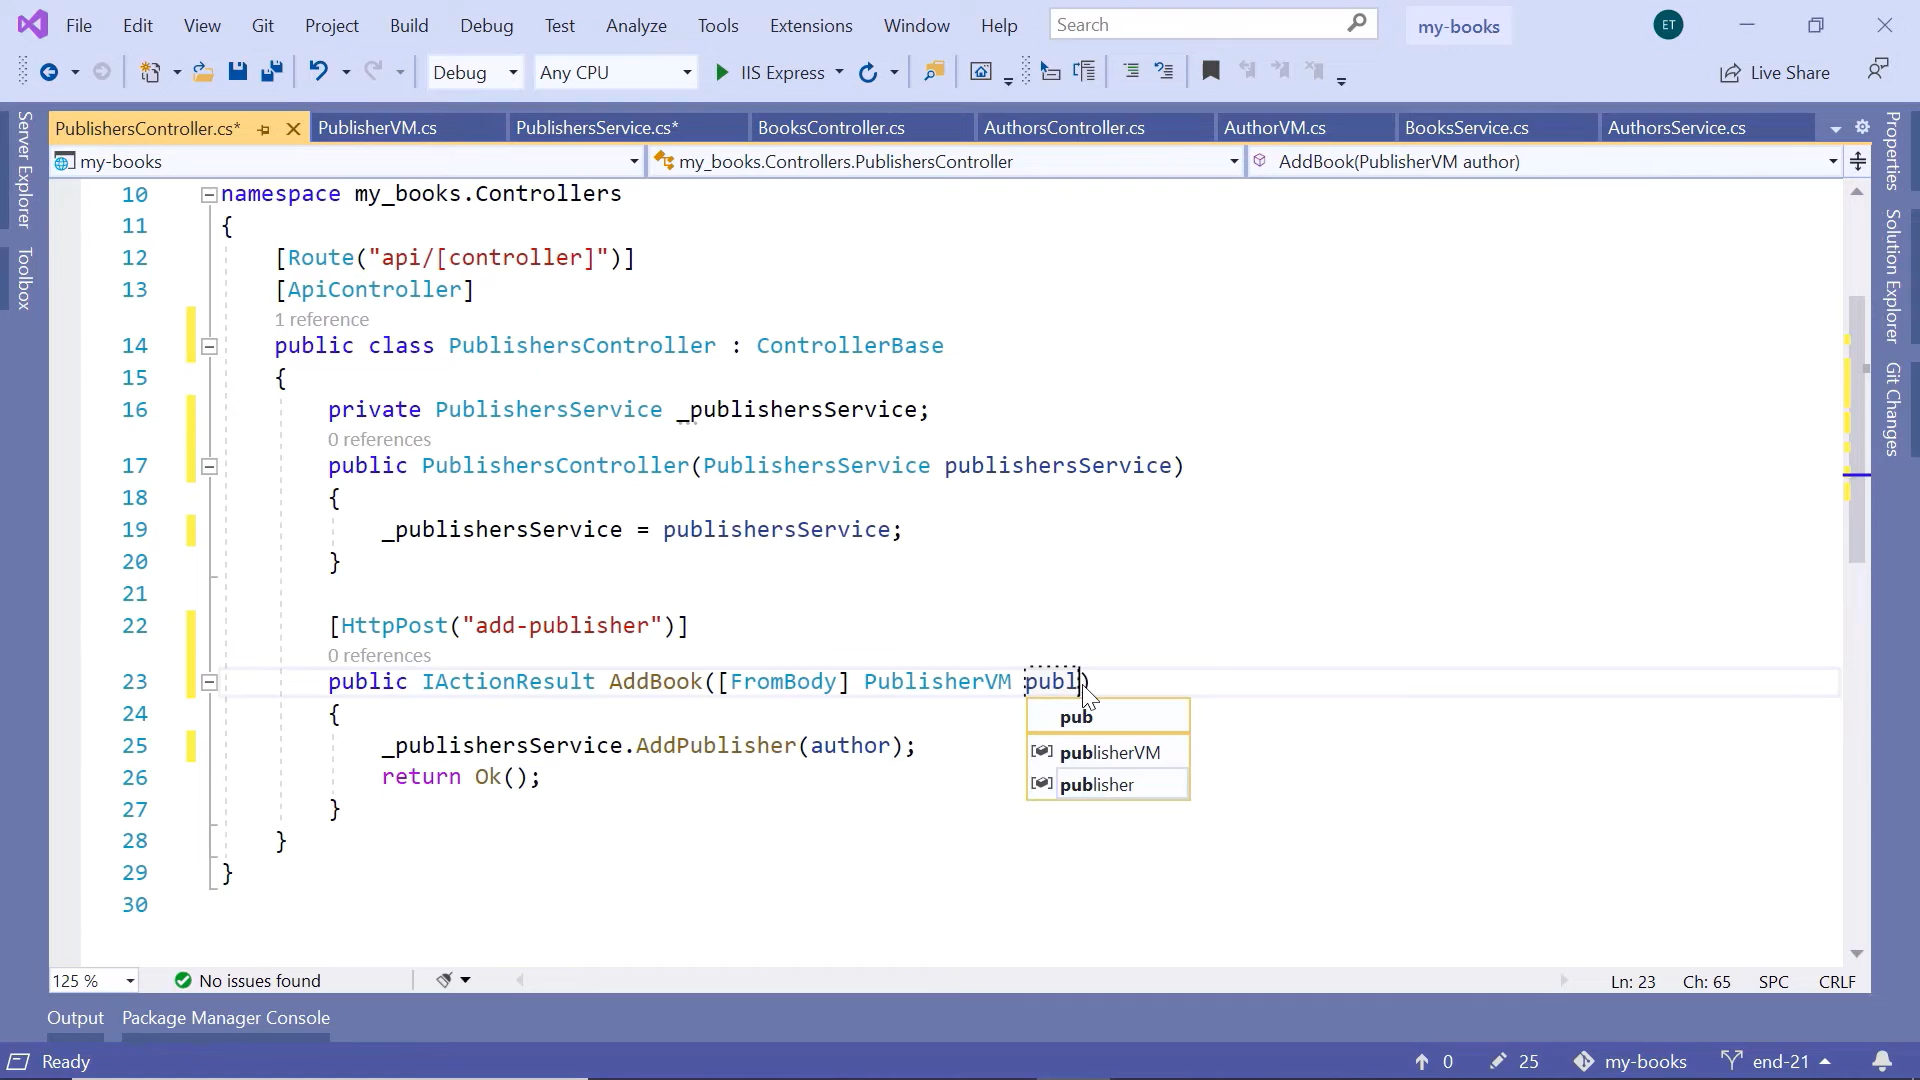 File Edit View Git Project Build Debug Test Analyze Tools Extensions Window Help Search my-books ET
Debug Any CPU IIS Express Live Share
Server Explorer
Toolbox
PublishersController.cs* PublisherVM.cs PublishersService.cs* BooksController.cs AuthorsController.cs AuthorVM.cs BooksService.cs AuthorsService.cs
my-books my_books.Controllers.PublishersController AddBook(PublisherVM author)
10 namespace my_books.Controllers
11 {
12 [Route("api/[controller]")]
13 [ApiController]
1 reference
14 public class PublishersController : ControllerBase
15 {
16 private PublishersService _publishersService;
0 references
17 public PublishersController(PublishersService publishersService)
18 {
19 _publishersService = publishersService;
20 }
21
22 [HttpPost("add-publisher")]
0 references
23 public IActionResult AddBook([FromBody] PublisherVM publ)
24 {
pub
25 _publishersService.AddPublisher(author);
publisherVM
26 return Ok();
publisher
27 }
28 }
29 }
30
Properties
Solution Explorer
Git Changes
125 % No issues found Ln: 23 Ch: 65 SPC CRLF
Output Package Manager Console
Ready 0 25 my-books end-21